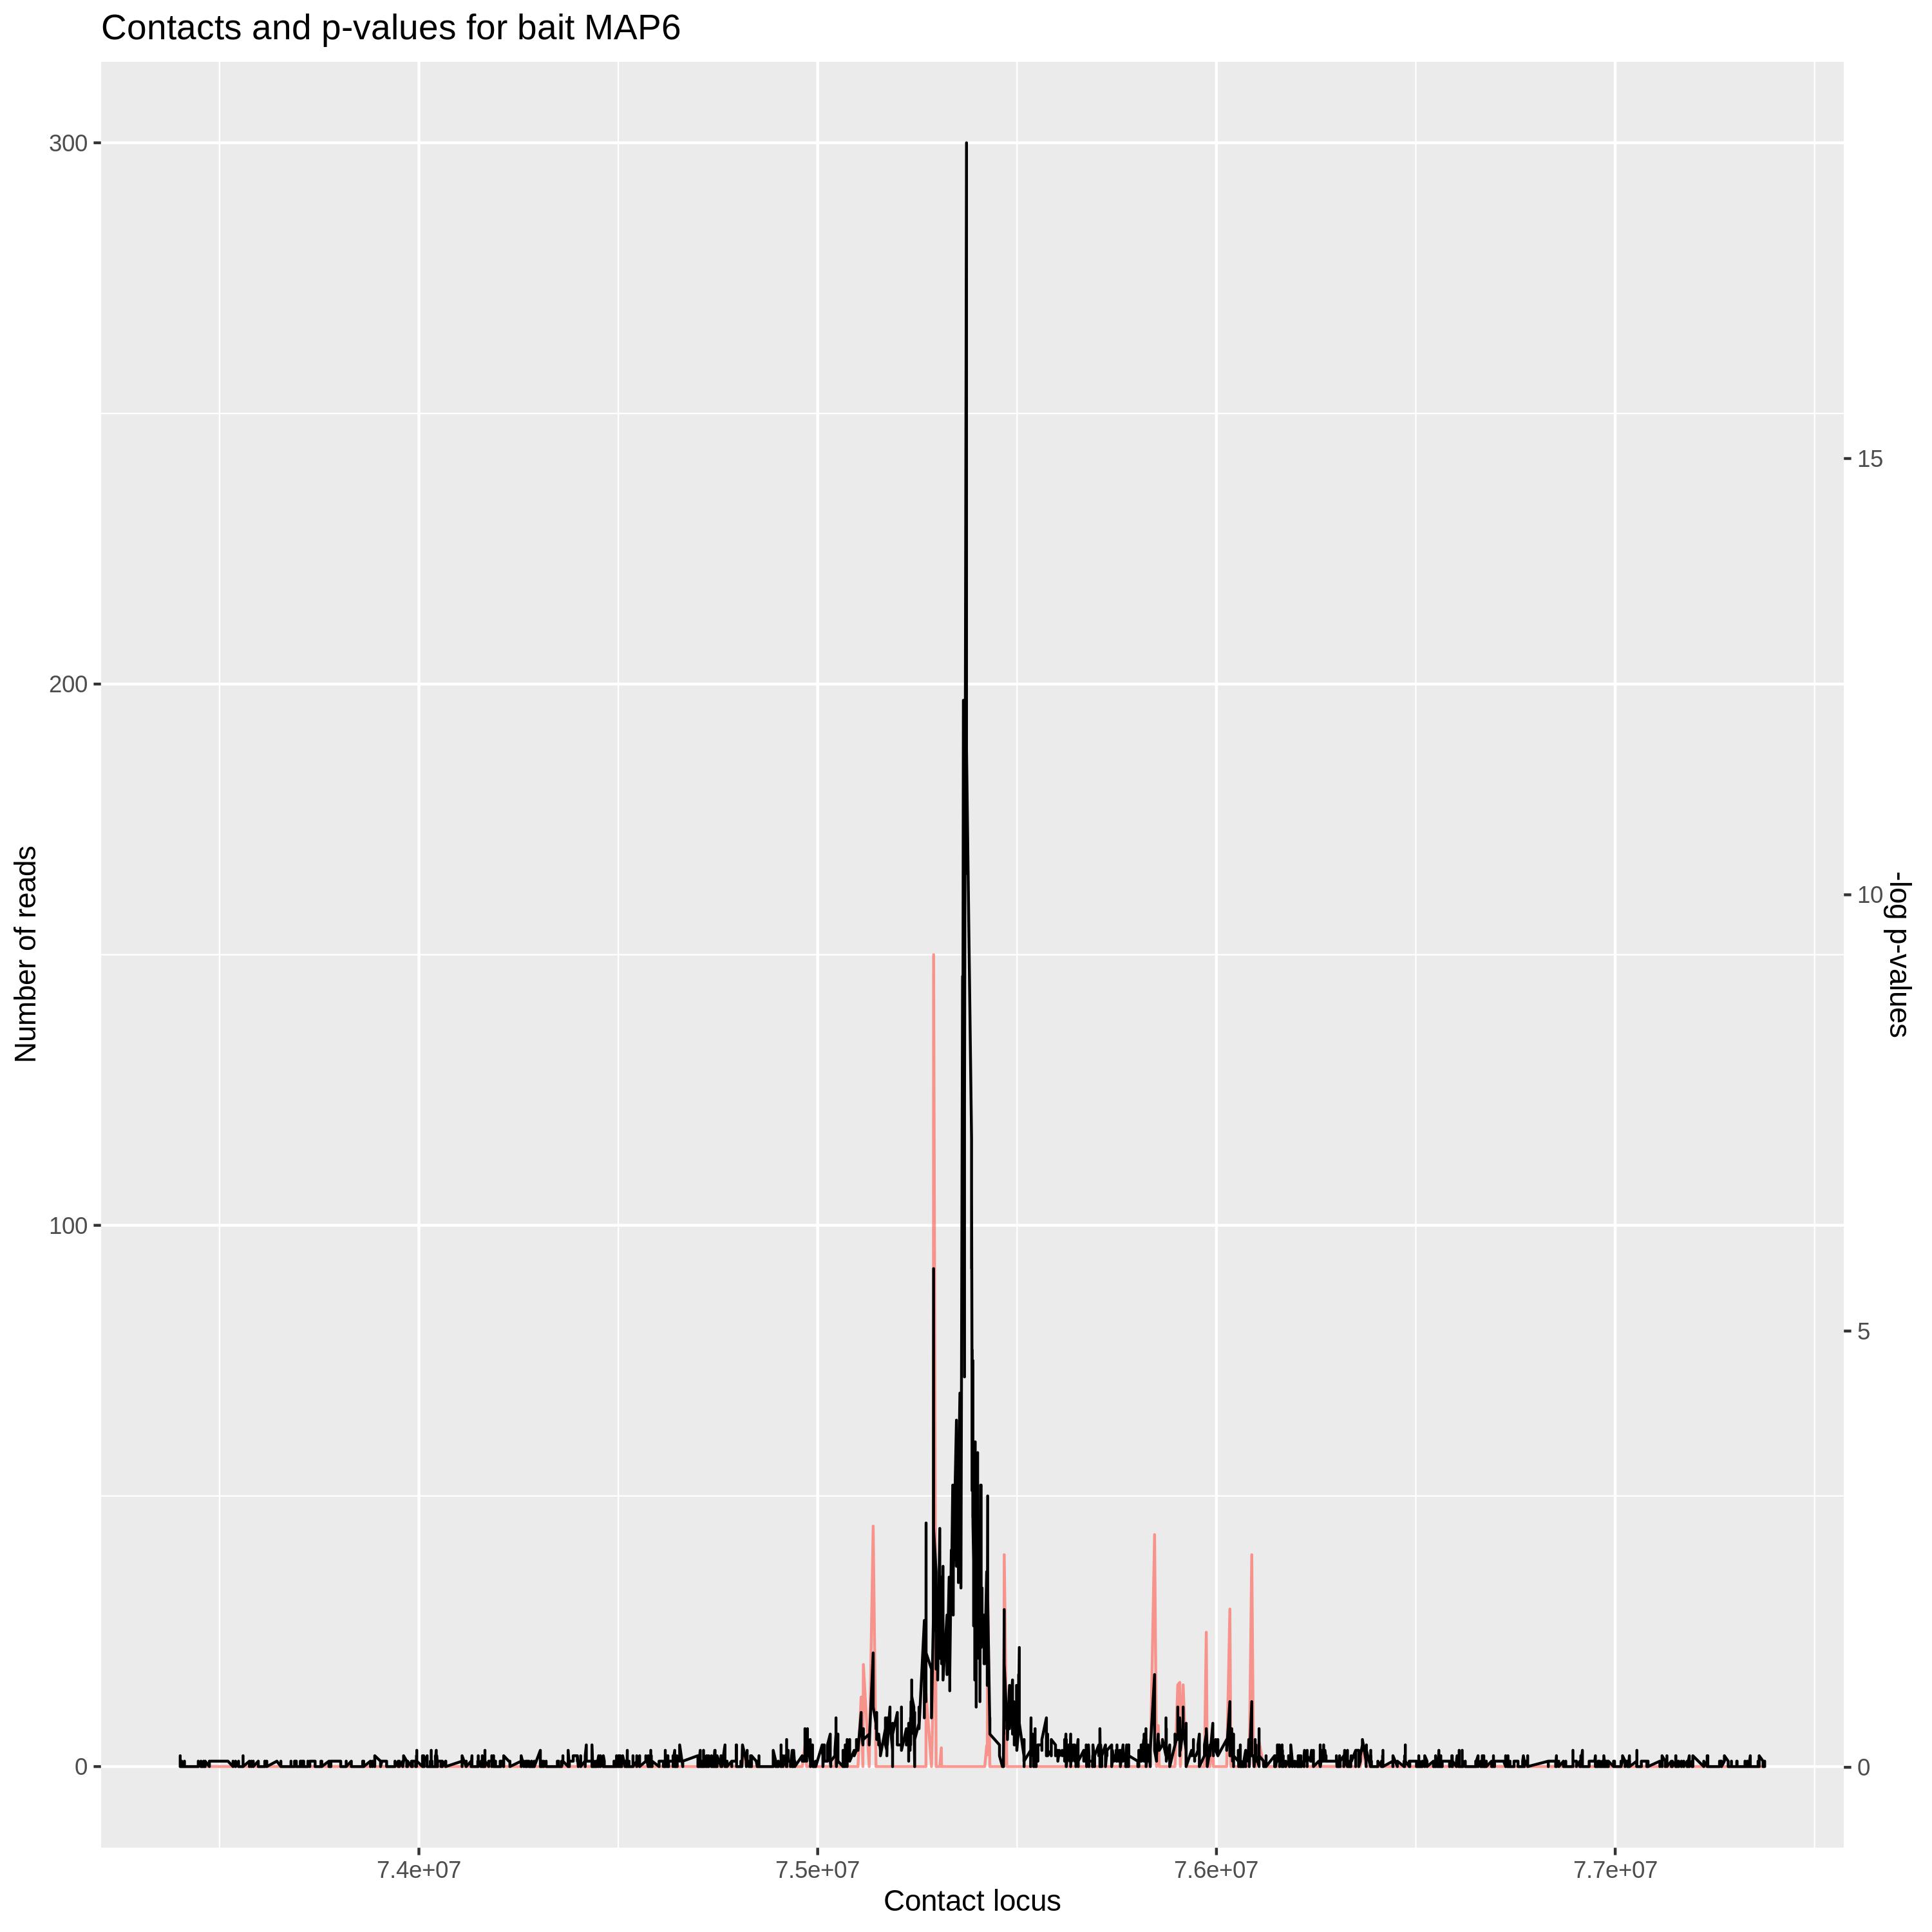 Contacts and p-values for bait MAP6
300
200
100
0
Number of reads
15
10
5
0
-log p-values
7.4e+07 7.5e+07 7.6e+07 7.7e+07
Contact locus